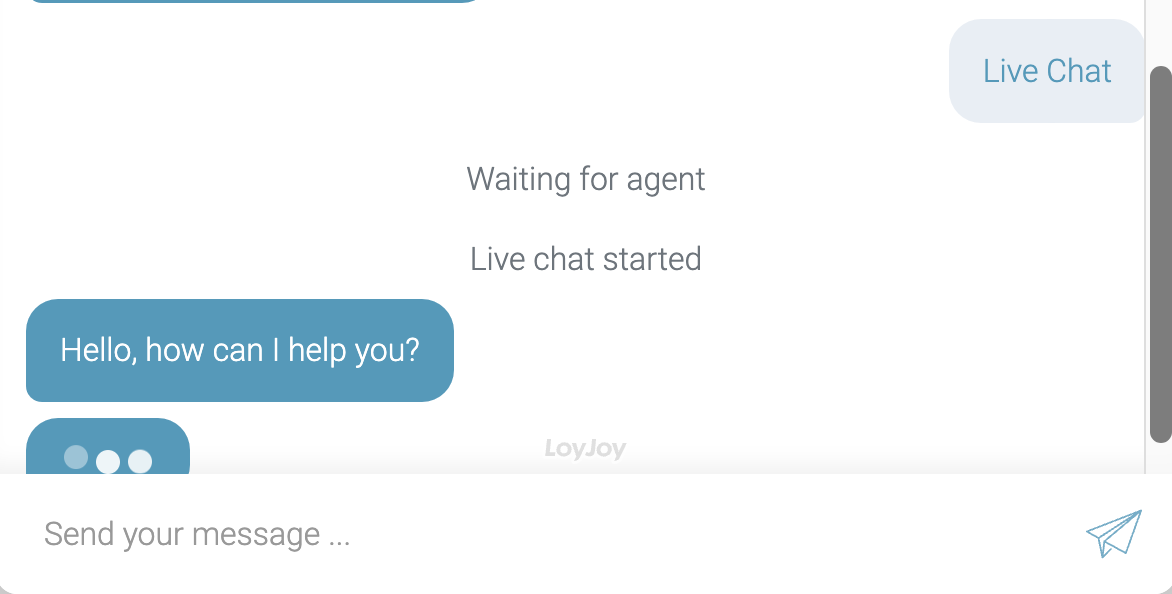 Live Chat
Waiting for agent
Live chat started
Hello, how can I help you?
LoyJoy
Send your message ...